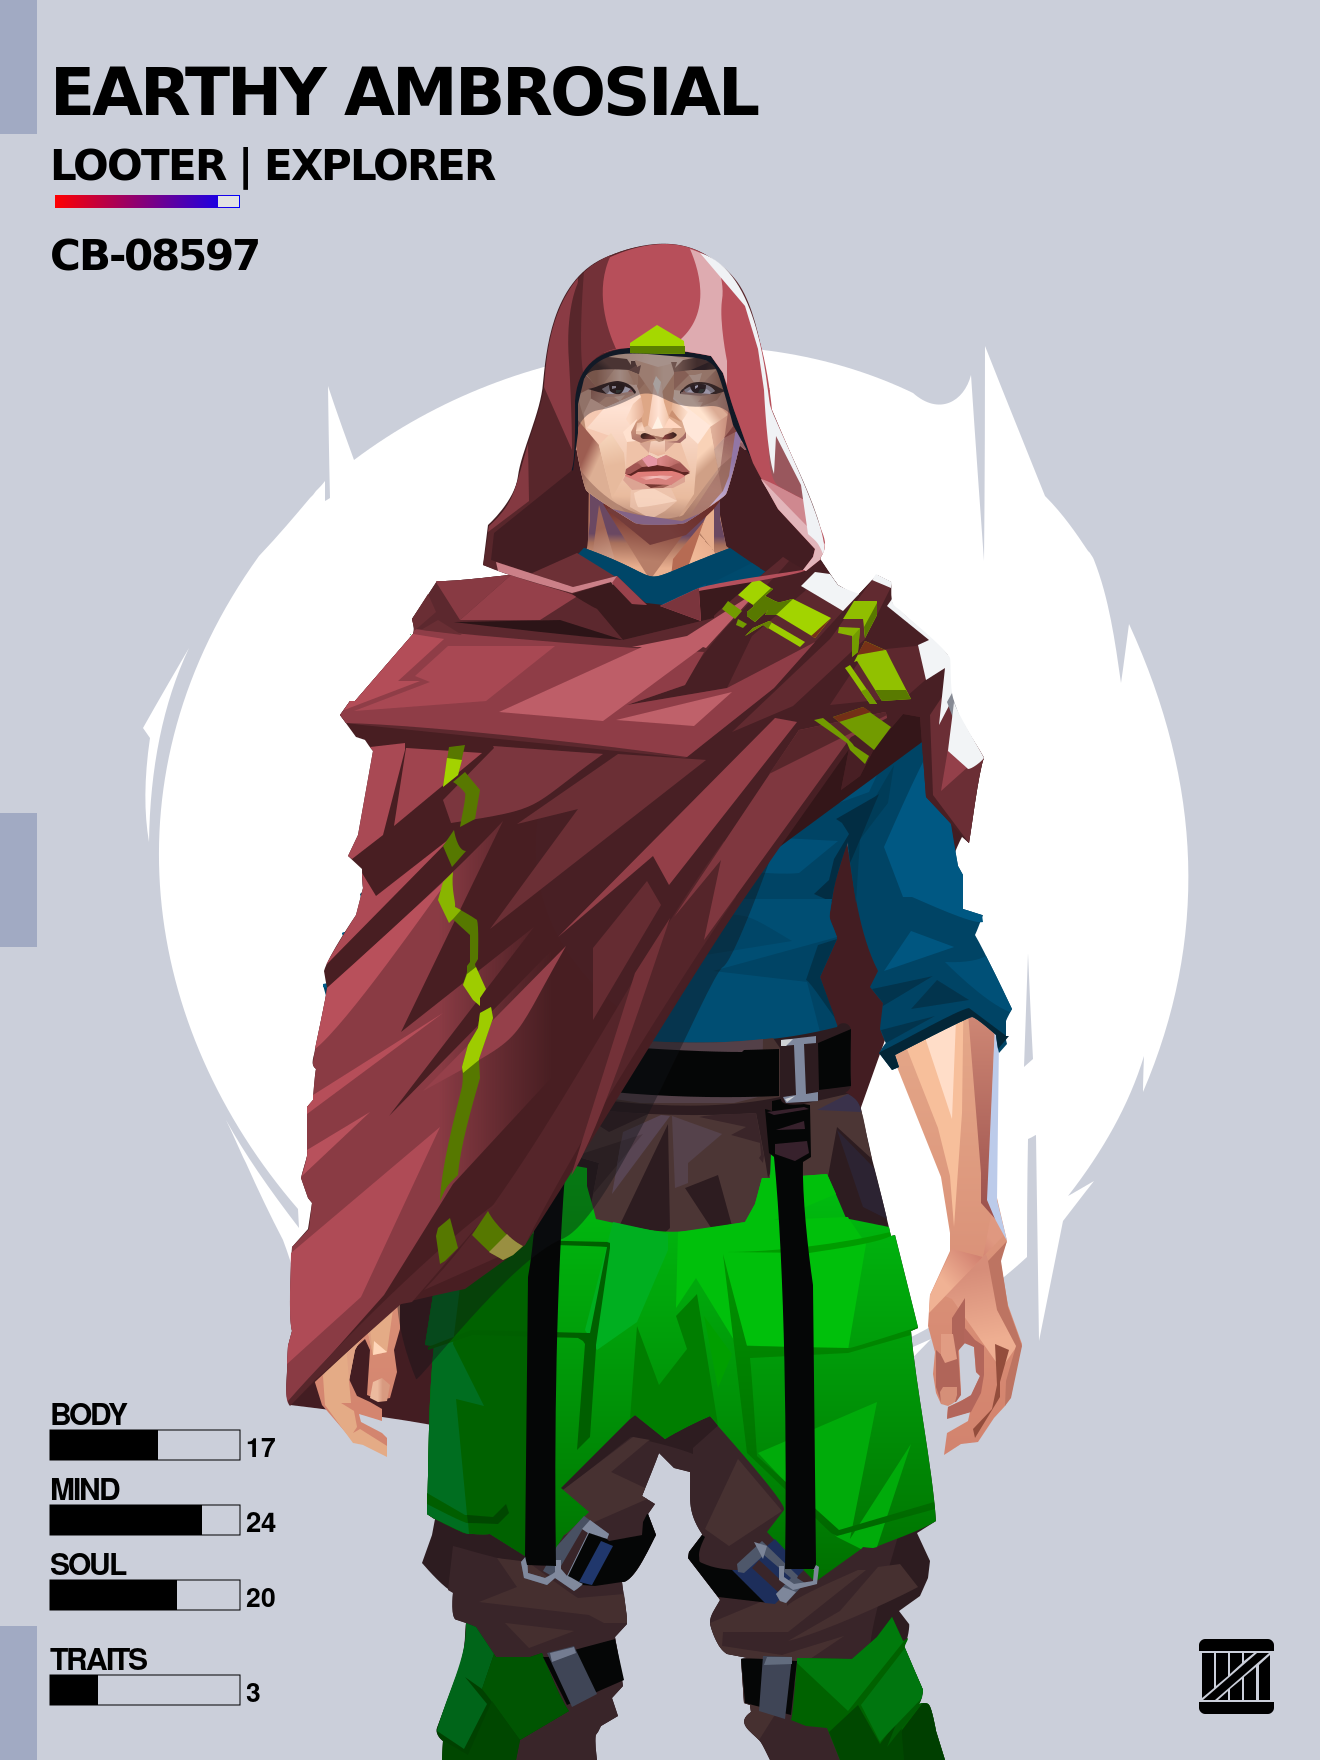 EARTHY AMBROSIAL
LOOTER | EXPLORER
CB-08597
BODY
17
MIND
24
SOUL
20
TRAITS
3